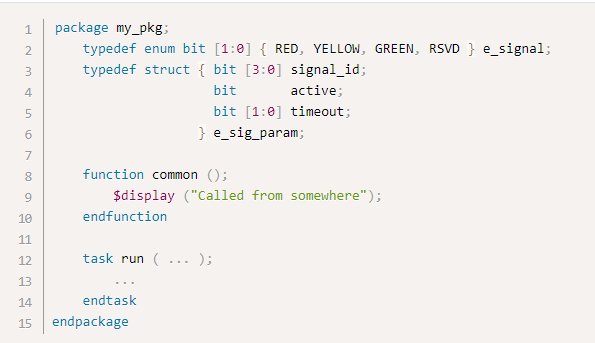 1 package my_pkg;
2 typedef enum bit [1:0] { RED, YELLOW, GREEN, RSVD } e_signal;
3 typedef struct { bit [3:0] signal_id;
4 bit active;
5 bit [1:0] timeout;
6 } e_sig_param;
7
8 function common ();
9 $display ("Called from somewhere");
10 endfunction
11
12 task run ( ... );
13 ...
14 endtask
15 endpackage